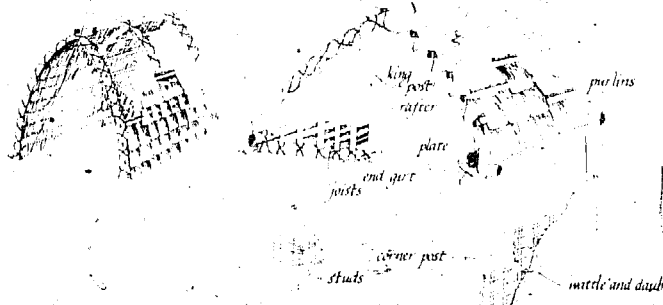 king
post
rafter
purlins
plate
end girt
joists
corner post
studs
wattle and daub